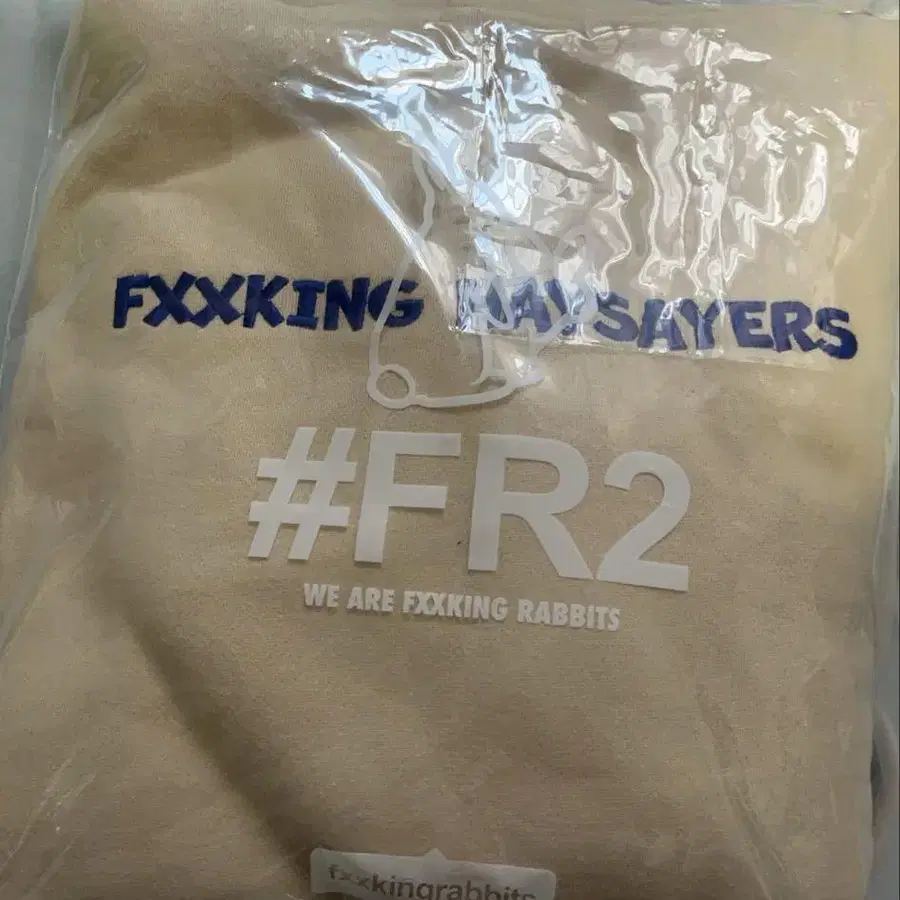 FXXKING NAYSAYERS
#FR2
WE ARE FXXKING RABBITS
fxxkingrabbits